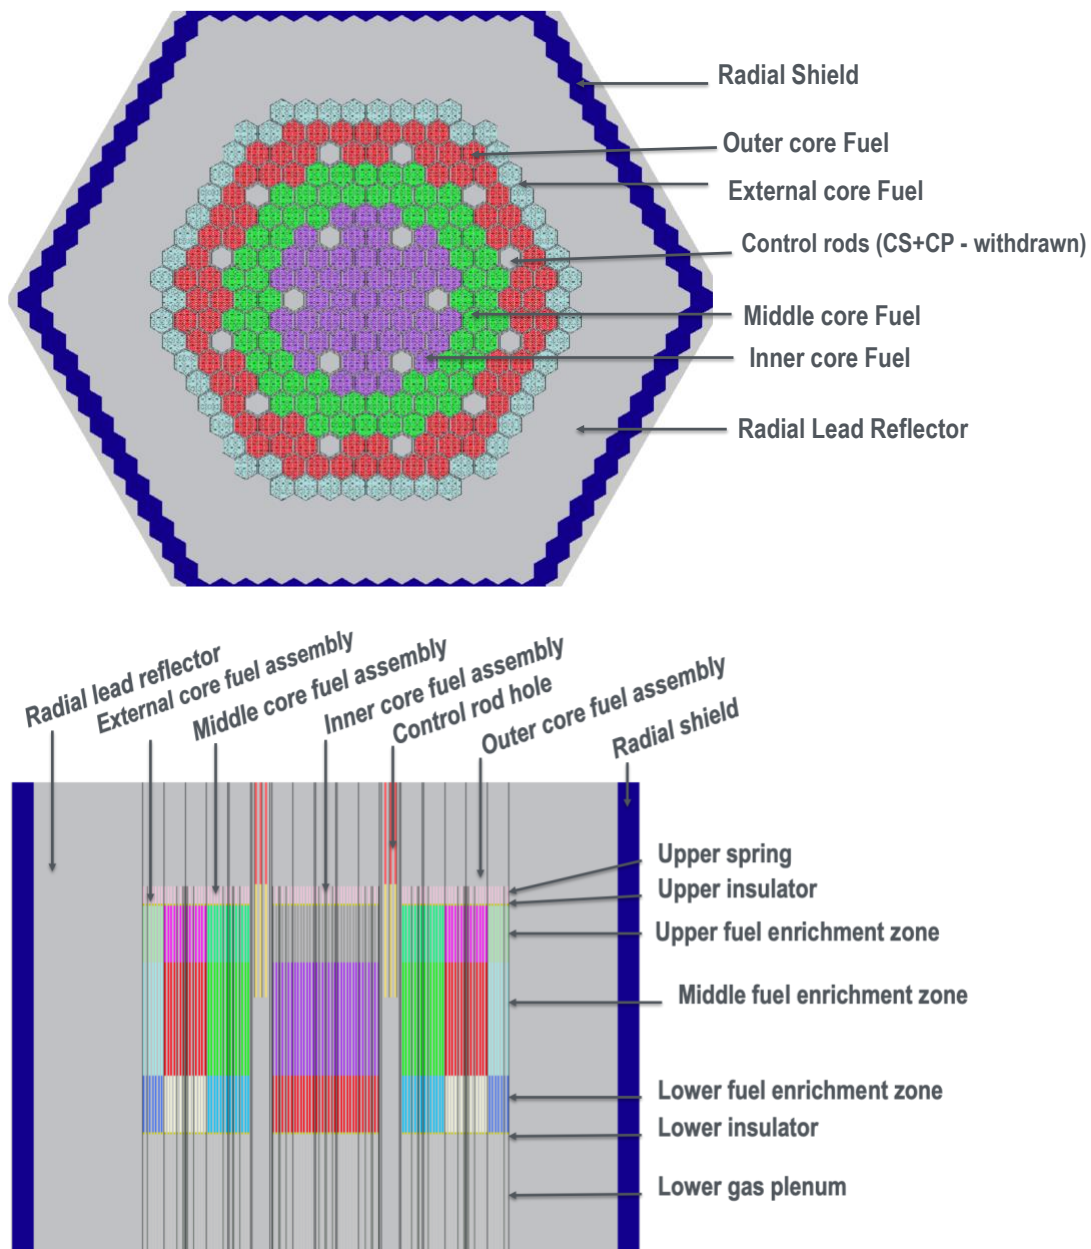 Radial Shield
Outer core Fuel
External core Fuel
Control rods (CS+CP - withdrawn)
Middle core Fuel
Inner core Fuel
Radial Lead Reflector
Radial lead reflector
External core fuel assembly
Middle core fuel assembly
Inner core fuel assembly
Control rod hole
Outer core fuel assembly
Radial shield
Upper spring
Upper insulator
Upper fuel enrichment zone
Middle fuel enrichment zone
Lower fuel enrichment zone
Lower insulator
Lower gas plenum